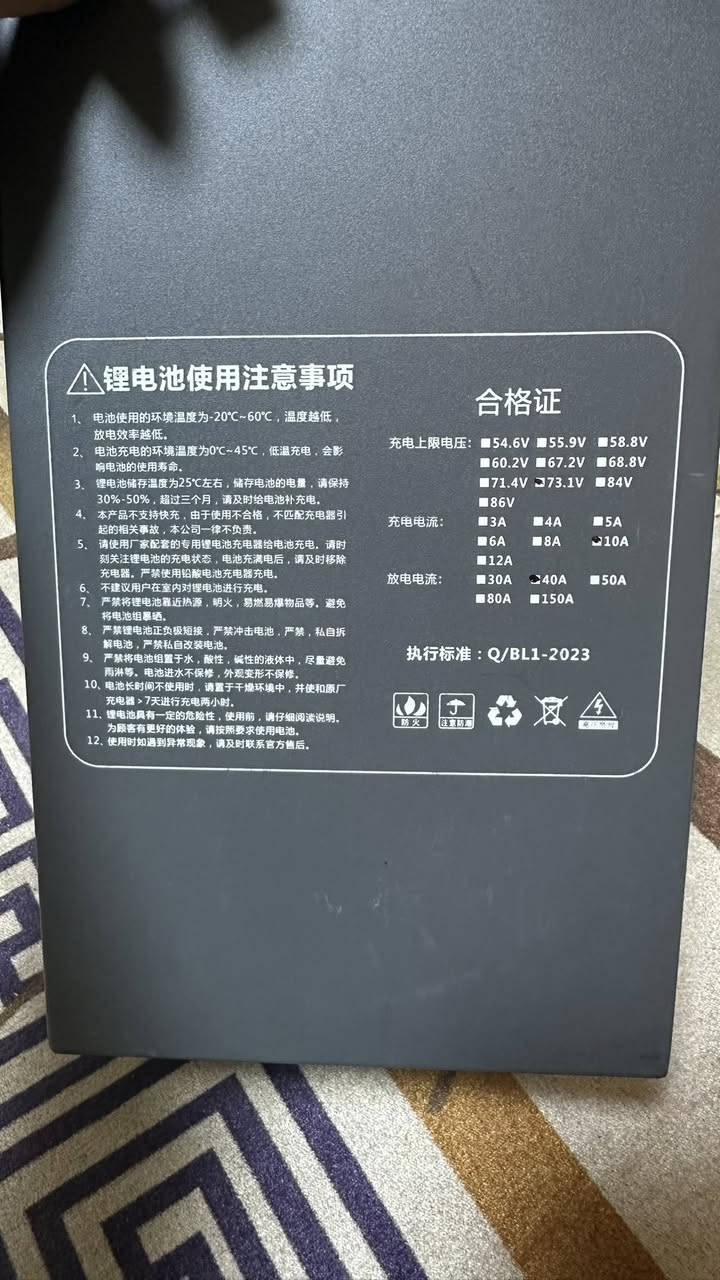 锂电池使用注意事项
1、电池使用的环境温度为-20℃~60℃，温度越低，
放电效率越低。
2、电池充电的环境温度为0℃~45℃，低温充电，会影
响电池的使用寿命。
3、锂电池储存温度为25℃左右，储存电池的电量，请保持
30%-50%，超过三个月，请及时给电池补充电。
4、本产品不支持快充，由于使用不合格，不匹配充电器引
起的相关事故，本公司一律不负责。
5、请使用厂家配套的专用锂电池充电器给电池充电。请时
刻关注锂电池的充电状态，电池充满电后，请及时移除
充电器。严禁使用铅酸电池充电器充电。
6、不建议用户在室内对锂电池进行充电。
7、严禁将锂电池靠近热源，明火，易燃易爆物品等。避免
将电池组暴晒。
8、严禁锂电池正负极短接，严禁冲击电池，严禁，私自拆
解电池，严禁私自改装电池。
9、严禁将电池组置于水，酸性，碱性的液体中，尽量避免
雨淋等。电池进水不保修，外观变形不保修。
10、电池长时间不使用时，请置于干燥环境中，并使和原厂
充电器>7天进行充电两小时。
11、锂电池具有一定的危险性，使用前，请仔细阅读说明。
为顾客有更好的体验，请按照要求使用电池。
12、使用时如遇到异常现象，请及时联系官方售后。
合格证
充电上限电压：■54.6V ■55.9V ■58.8V
■60.2V ■67.2V ■68.8V
■71.4V ■73.1V ■84V
■86V
充电电流：■3A ■4A ■5A
■6A ■8A ■10A
■12A
放电电流：■30A ■40A ■50A
■80A ■150A
执行标准：Q/BL1-2023
防火
注意防潮